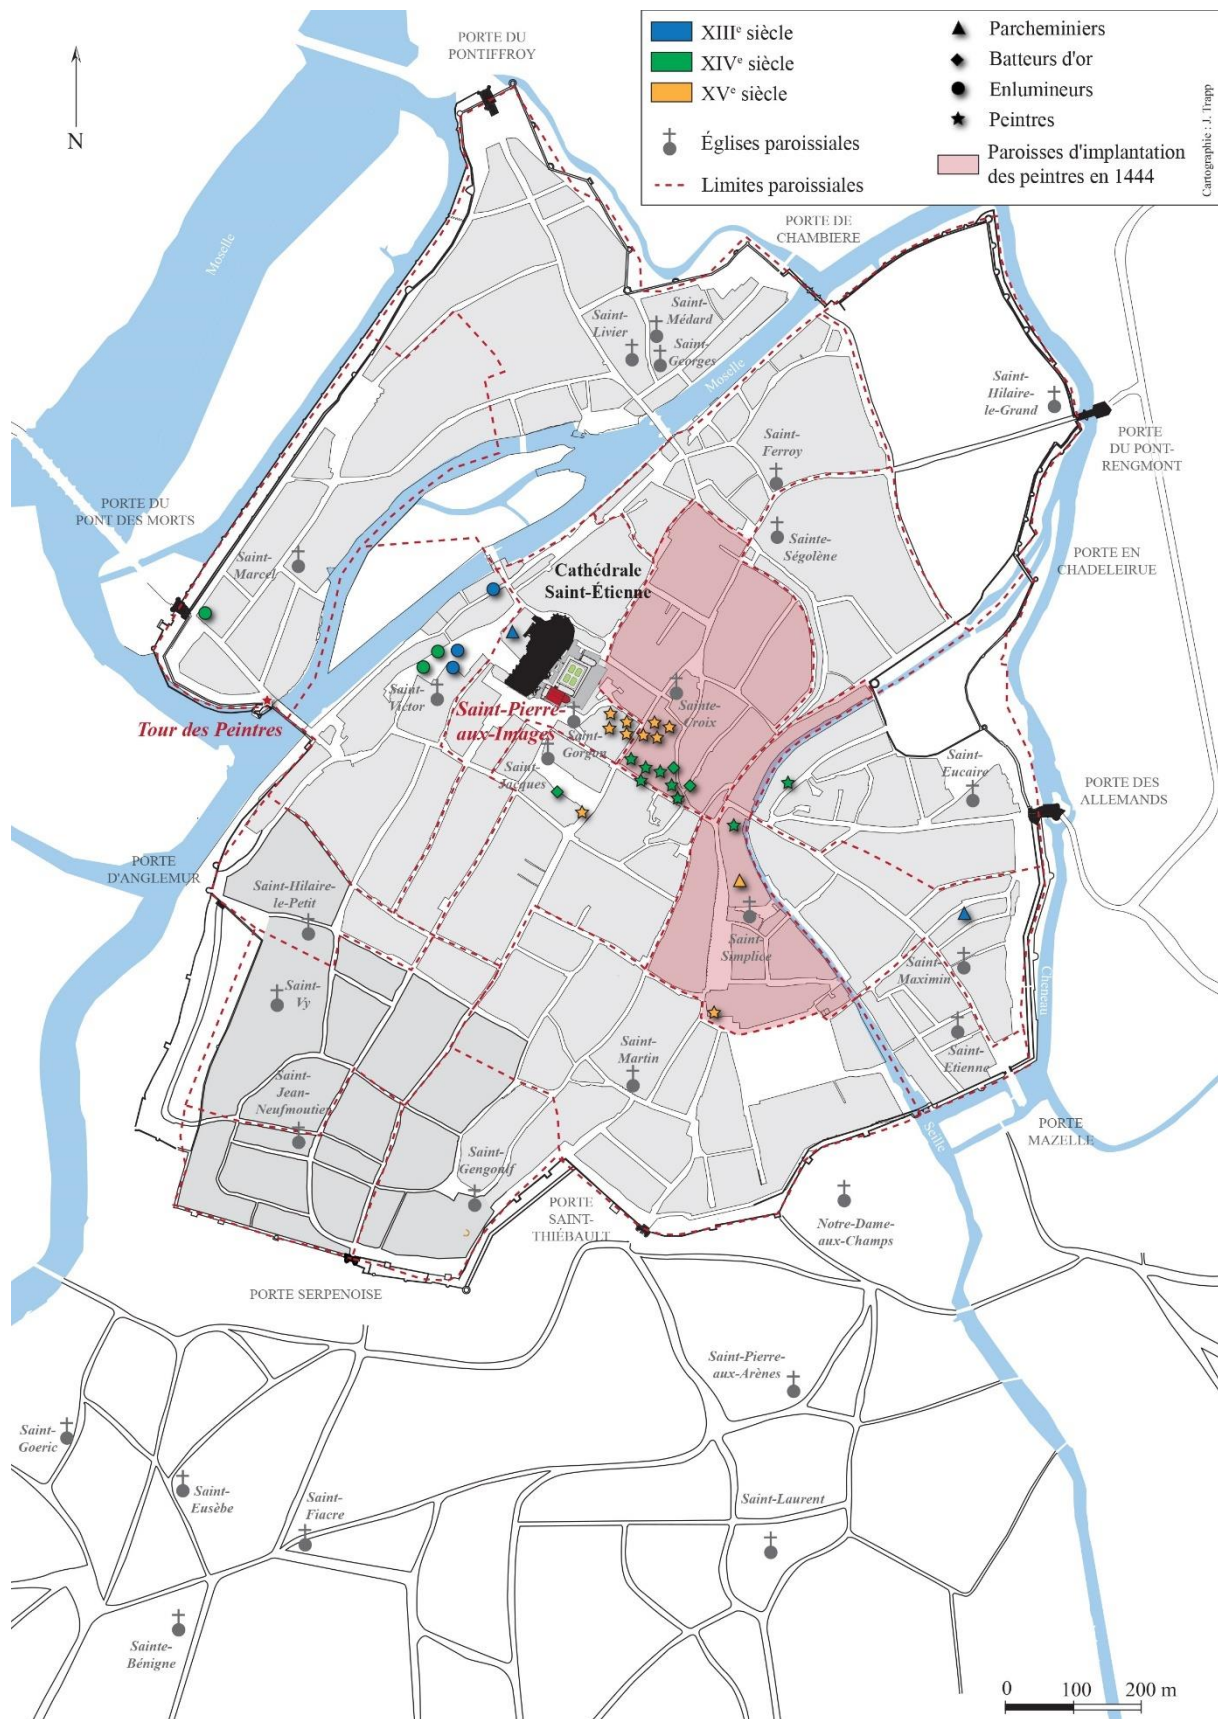 XIIIe siècle
XIVe siècle
XVe siècle
Églises paroissiales
Limites paroissiales
Parcheminiers
Batteurs d'or
Enlumineurs
Peintres
Paroisses d'implantation
des peintres en 1444
Cartographie : J. Trapp
N
PORTE DU
PONTIFFROY
Moselle
PORTE DE
CHAMBIERE
Saint-
Livier
Saint-
Médard
Saint-
Georges
Moselle
Saint-
Hilaire-
le-Grand
PORTE
DU PONT-
RENGMONT
Saint-
Ferroy
PORTE DU
PONT DES MORTS
Saint-
Marcel
Sainte-
Ségolène
PORTE EN
CHADELEIRUE
Cathédrale
Saint-Étienne
Saint-
Victor
Sainte-
Croix
Tour des Peintres
Saint-Pierre-
aux-Images
Saint-
Gorgon
Saint-
Jacques
Saint-
Eucaire
PORTE DES
ALLEMANDS
PORTE
D'ANGLEMUR
Saint-Hilaire-
le-Petit
Saint-
Simplice
Saint-
Maximin
Cheneau
Saint-
Vy
Saint-
Martin
Saint-
Etienne
Saint-
Jean-
Neufmoutier
Seille
PORTE
MAZELLE
Saint-
Gengoulf
PORTE
SAINT-
THIÉBAULT
Notre-Dame-
aux-Champs
PORTE SERPENOISE
Saint-Pierre-
aux-Arènes
Saint-
Goeric
Saint-
Eusèbe
Saint-
Fiacre
Saint-Laurent
Sainte-
Bénigne
0 100 200 m